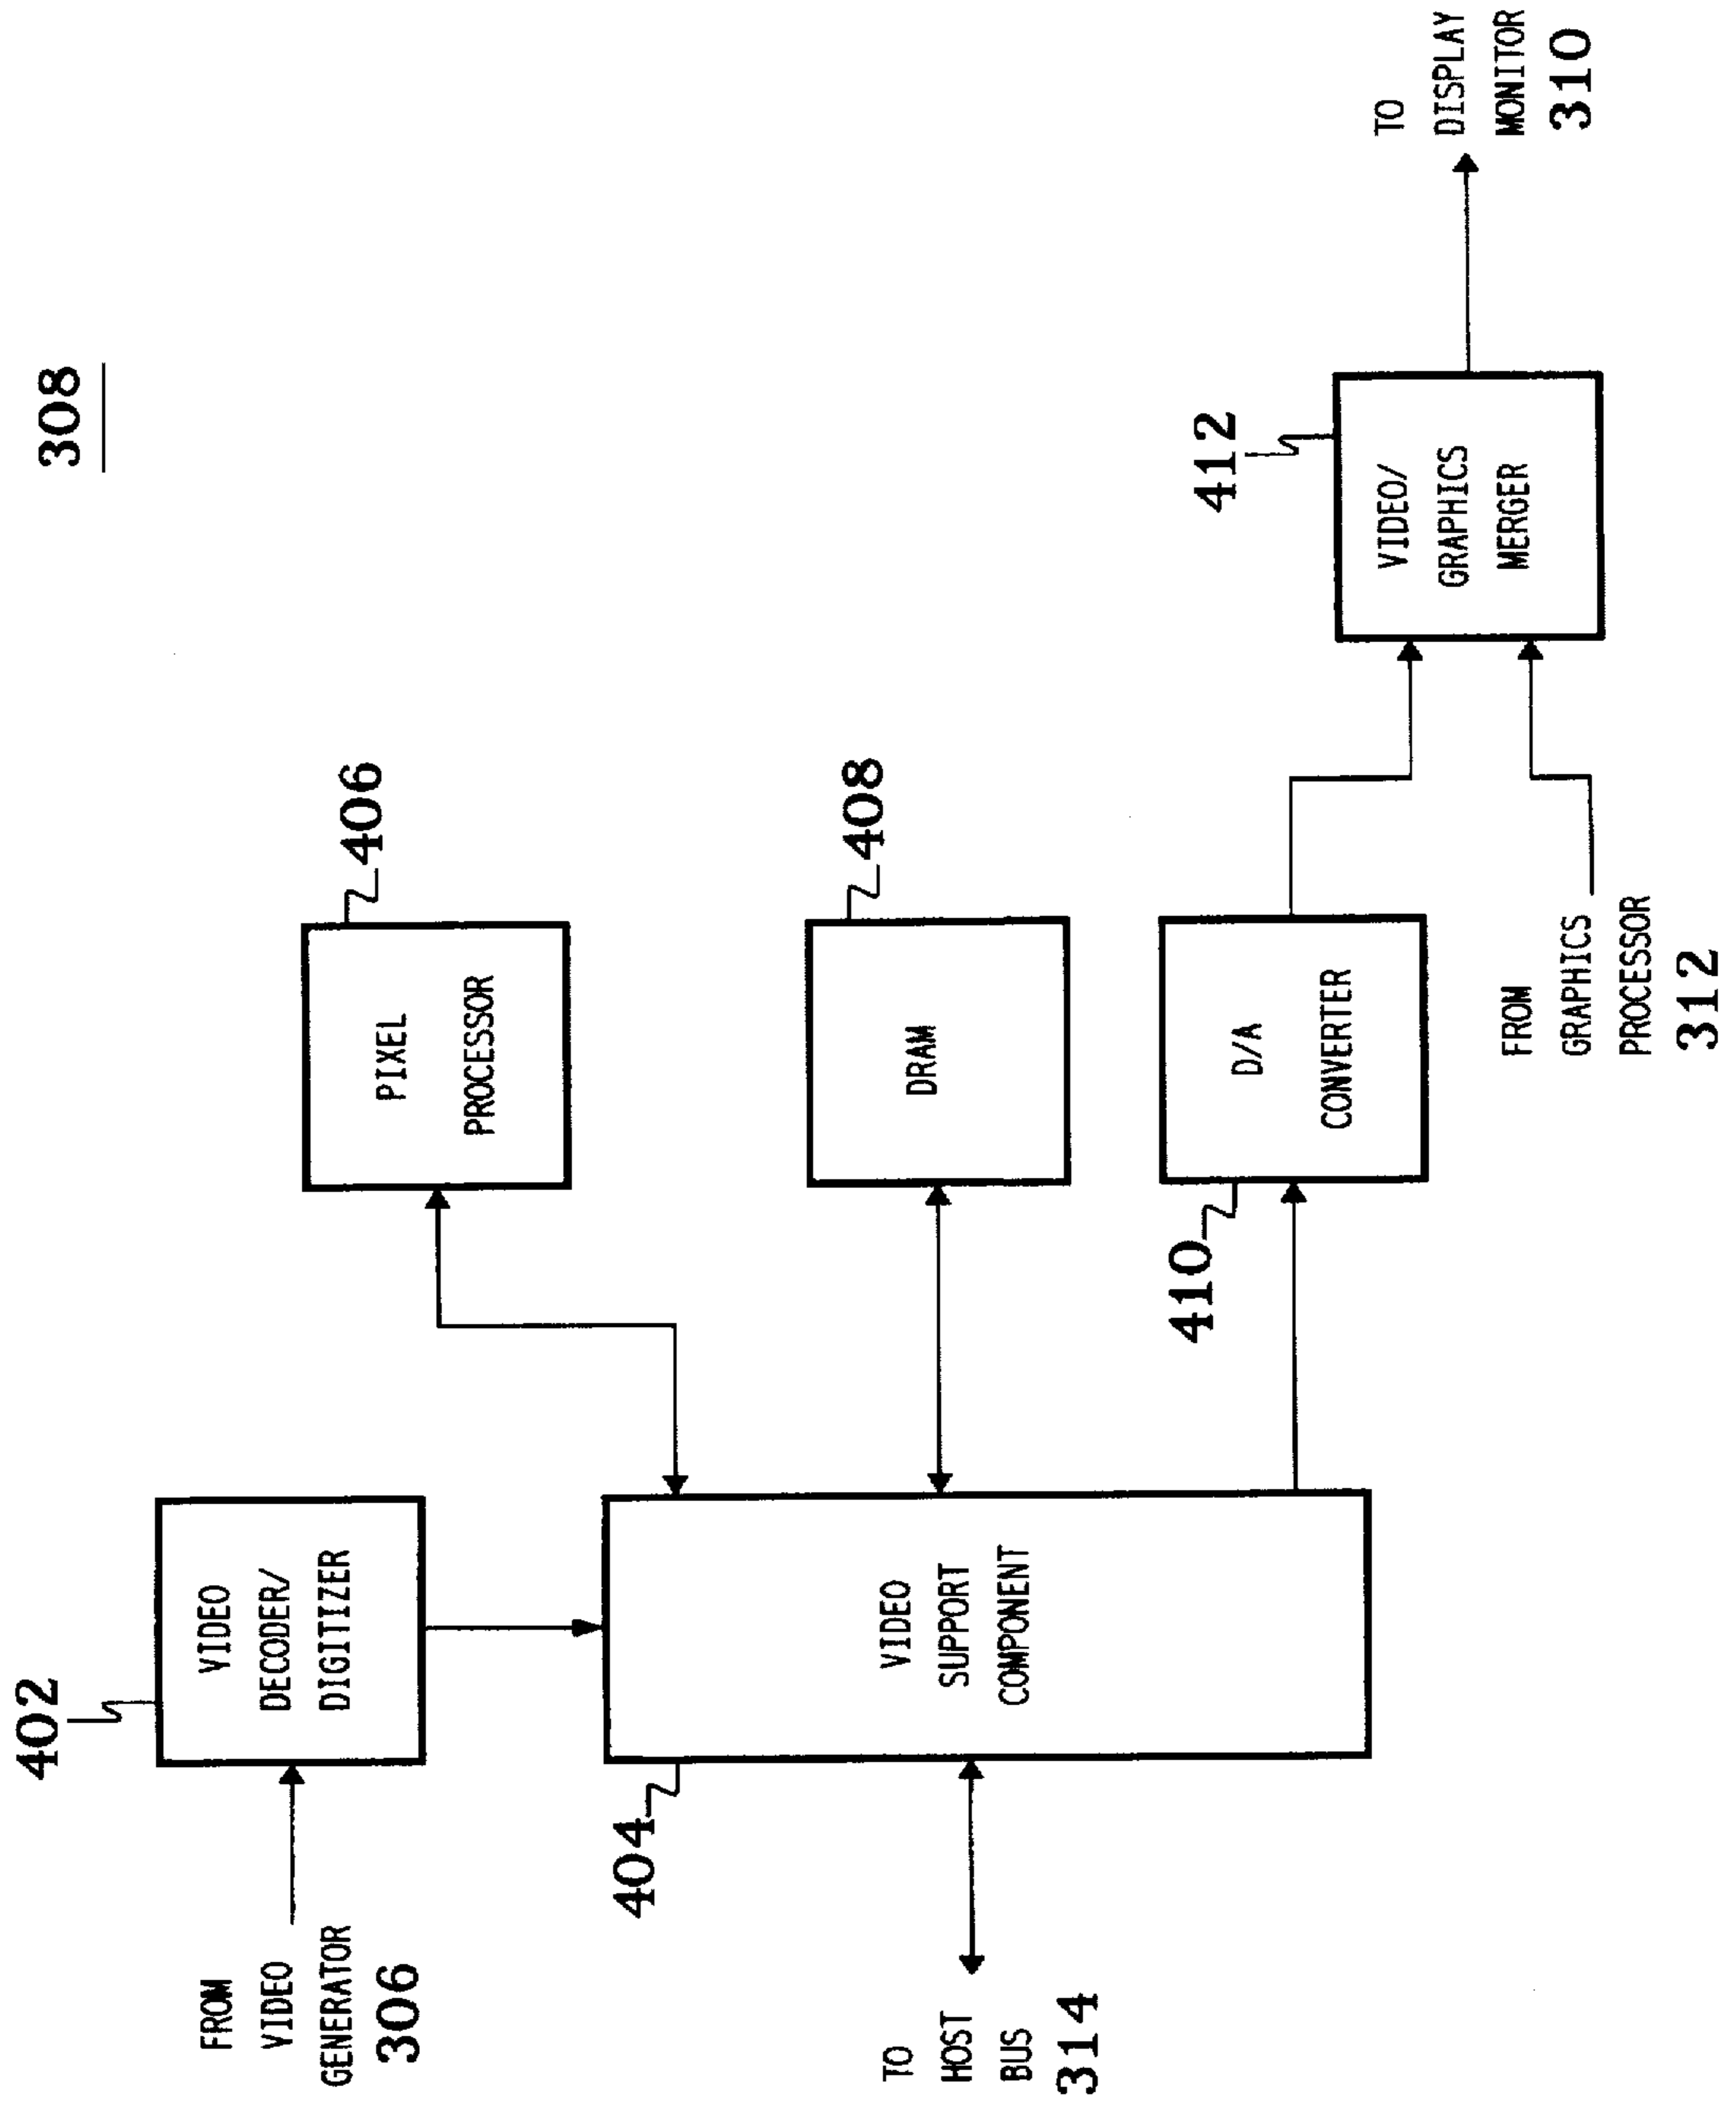 308
402
FROM
VIDEO
GENERATOR
306
VIDEO
DECODER/
DIGITIZER
406
PIXEL
PROCESSOR
404
TO
HOST
BUS
314
VIDEO
SUPPORT
COMPONENT
408
DRAM
410
D/A
CONVERTER
412
VIDEO/
GRAPHICS
MERGER
TO
DISPLAY
MONITOR
310
FROM
GRAPHICS
PROCESSOR
312